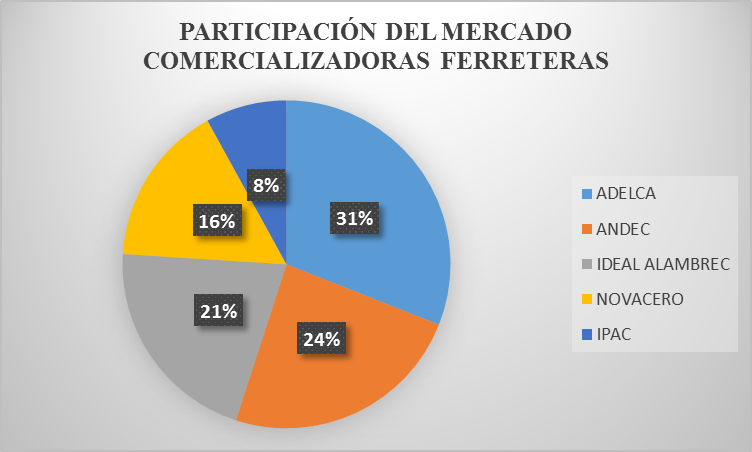 PARTICIPACIÓN DEL MERCADO
COMERCIALIZADORAS FERRETERAS
8%
31%
16%
21%
24%
ADELCA
ANDEC
IDEAL ALAMBREC
NOVACERO
IPAC